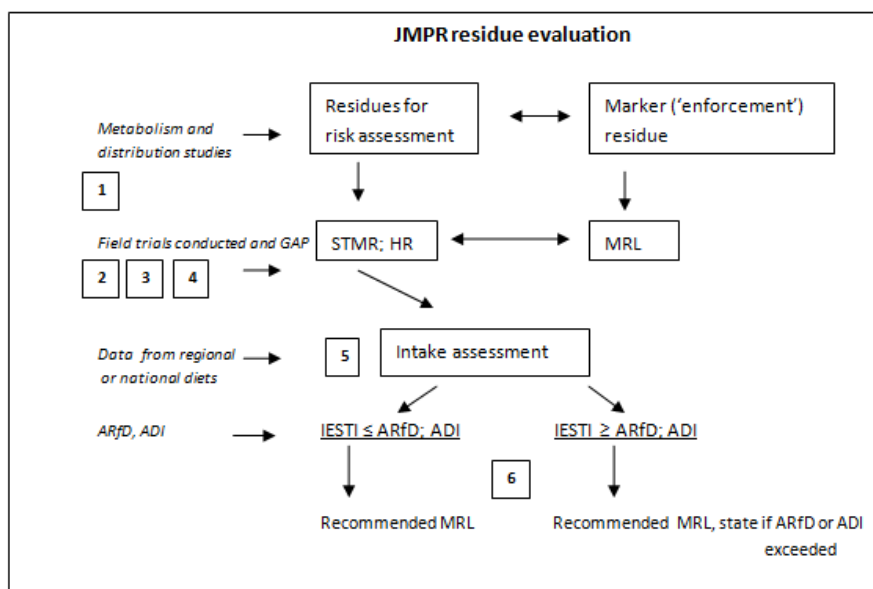 JMPR residue evaluation
Residues for
risk assessment
Marker (‘enforcement’)
residue
Metabolism and
distribution studies
1
Field trials conducted and GAP
STMR; HR
MRL
2 3 4
Data from regional
or national diets
5
Intake assessment
ARfD, ADI
IESTI ≤ ARfD; ADI
IESTI ≥ ARfD; ADI
6
Recommended MRL
Recommended MRL, state if ARfD or ADI
exceeded